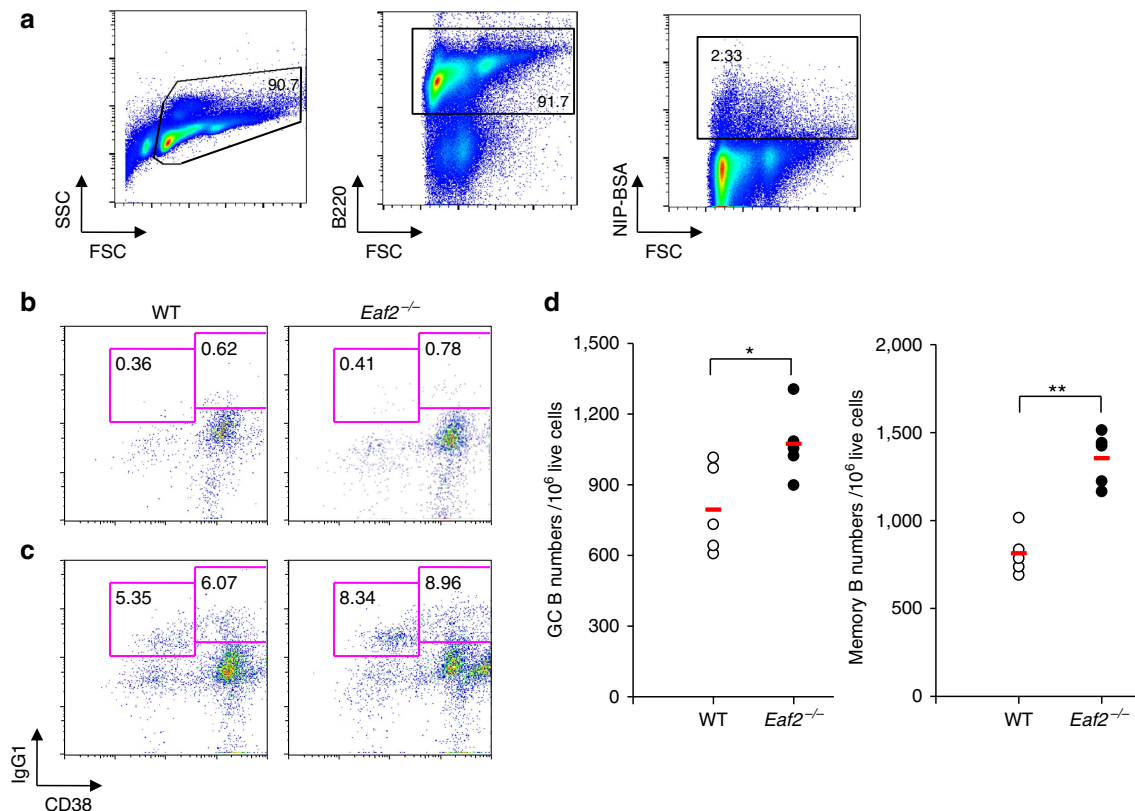 a
90.7
SSC
FSC
91.7
B220
FSC
2.33
NIP-BSA
FSC
b
WT
Eaf2−/−
0.36
0.62
0.41
0.78
c
5.35
6.07
8.34
8.96
IgG1
CD38
d
1,500
1,200
900
600
300
0
GC B numbers /10⁶ live cells
*
WT
Eaf2−/−
2,000
1,500
1,000
500
0
Memory B numbers /10⁶ live cells
**
WT
Eaf2−/−